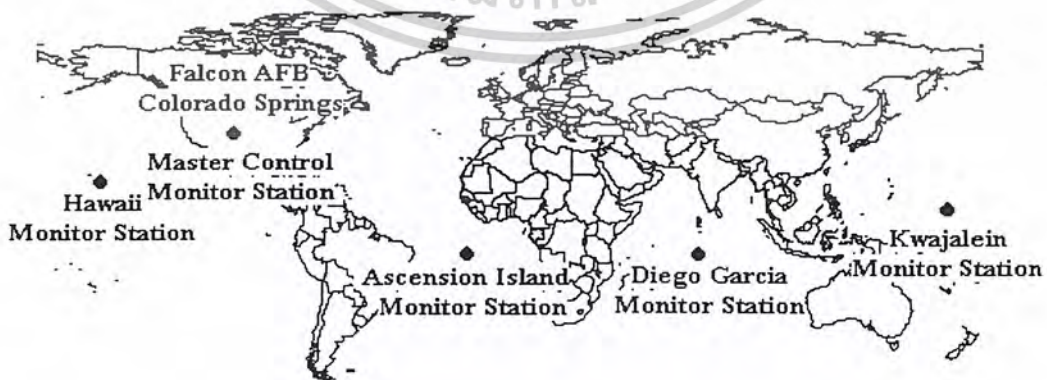 Falcon AFB
Colorado Springs
Master Control
Monitor Station
Hawaii
Monitor Station
Ascension Island
Monitor Station
Diego Garcia
Monitor Station
Kwajalein
Monitor Station